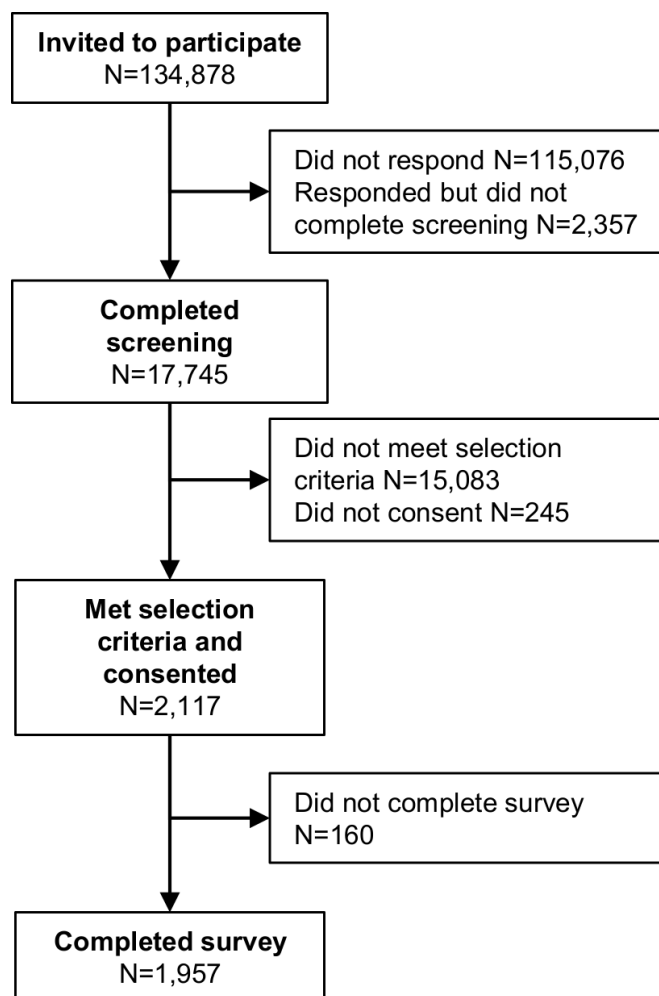 Invited to participate
N=134,878
Did not respond N=115,076
Responded but did not
complete screening N=2,357
Completed
screening
N=17,745
Did not meet selection
criteria N=15,083
Did not consent N=245
Met selection
criteria and
consented
N=2,117
Did not complete survey
N=160
Completed survey
N=1,957